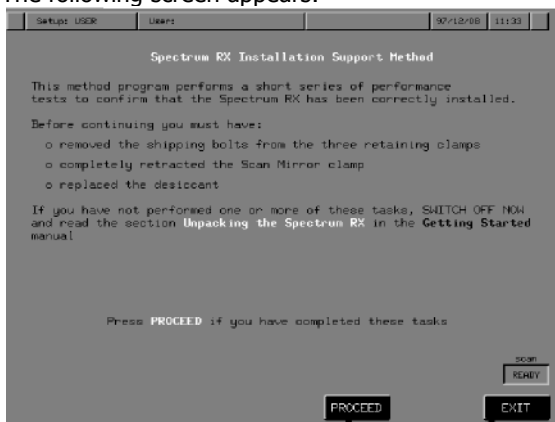 The following screen appears:
Setup: USER User: 97/12/08 11:33
Spectrum RX Installation Support Method
This method program performs a short series of performance
tests to confirm that the Spectrum RX has been correctly installed.
Before continuing you must have:
o removed the shipping bolts from the three retaining clamps
o completely retracted the Scan Mirror clamp
o replaced the desiccant
If you have not performed one or more of these tasks, SWITCH OFF NOW
and read the section Unpacking the Spectrum RX in the Getting Started
manual
Press PROCEED if you have completed these tasks
scan
READY
PROCEED EXIT